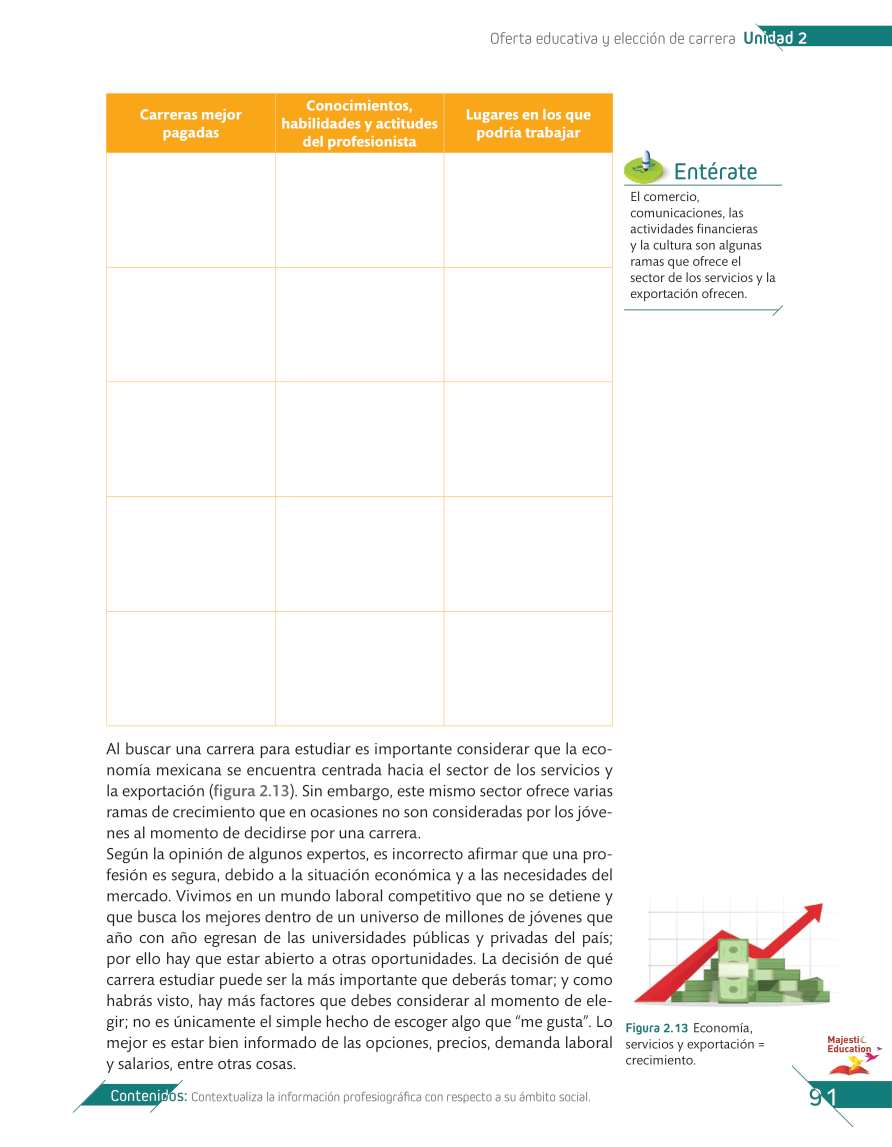 Oferta educativa y elección de carrera Unidad 2
Carreras mejor
pagadas
Conocimientos,
habilidades y actitudes
del profesionista
Lugares en los que
podría trabajar
Entérate
El comercio,
comunicaciones, las
actividades financieras
y la cultura son algunas
ramas que ofrece el
sector de los servicios y la
exportación ofrecen.
Al buscar una carrera para estudiar es importante considerar que la eco-
nomía mexicana se encuentra centrada hacia el sector de los servicios y
la exportación (figura 2.13). Sin embargo, este mismo sector ofrece varias
ramas de crecimiento que en ocasiones no son consideradas por los jóve-
nes al momento de decidirse por una carrera.
Según la opinión de algunos expertos, es incorrecto afirmar que una pro-
fesión es segura, debido a la situación económica y a las necesidades del
mercado. Vivimos en un mundo laboral competitivo que no se detiene y
que busca los mejores dentro de un universo de millones de jóvenes que
año con año egresan de las universidades públicas y privadas del país;
por ello hay que estar abierto a otras oportunidades. La decisión de qué
carrera estudiar puede ser la más importante que deberás tomar; y como
habrás visto, hay más factores que debes considerar al momento de ele-
gir; no es únicamente el simple hecho de escoger algo que “me gusta”. Lo
mejor es estar bien informado de las opciones, precios, demanda laboral
y salarios, entre otras cosas.
Figura 2.13 Economía,
servicios y exportación =
crecimiento.
Majestic
Education
Contenidos: Contextualiza la información profesiográfica con respecto a su ámbito social.
91